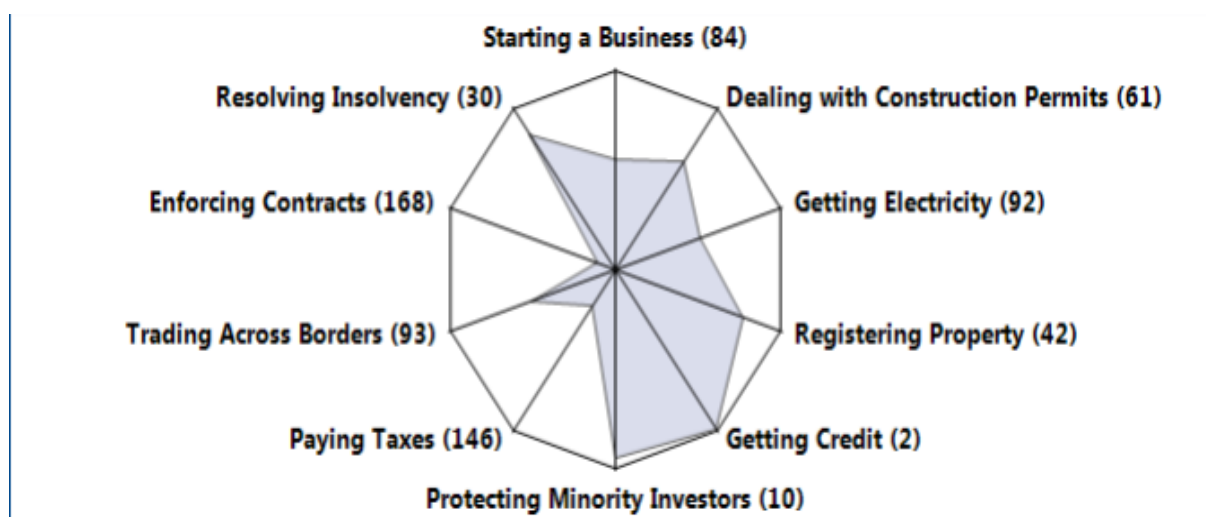 Starting a Business (84)
Resolving Insolvency (30)
Dealing with Construction Permits (61)
Enforcing Contracts (168)
Getting Electricity (92)
Trading Across Borders (93)
Registering Property (42)
Paying Taxes (146)
Getting Credit (2)
Protecting Minority Investors (10)